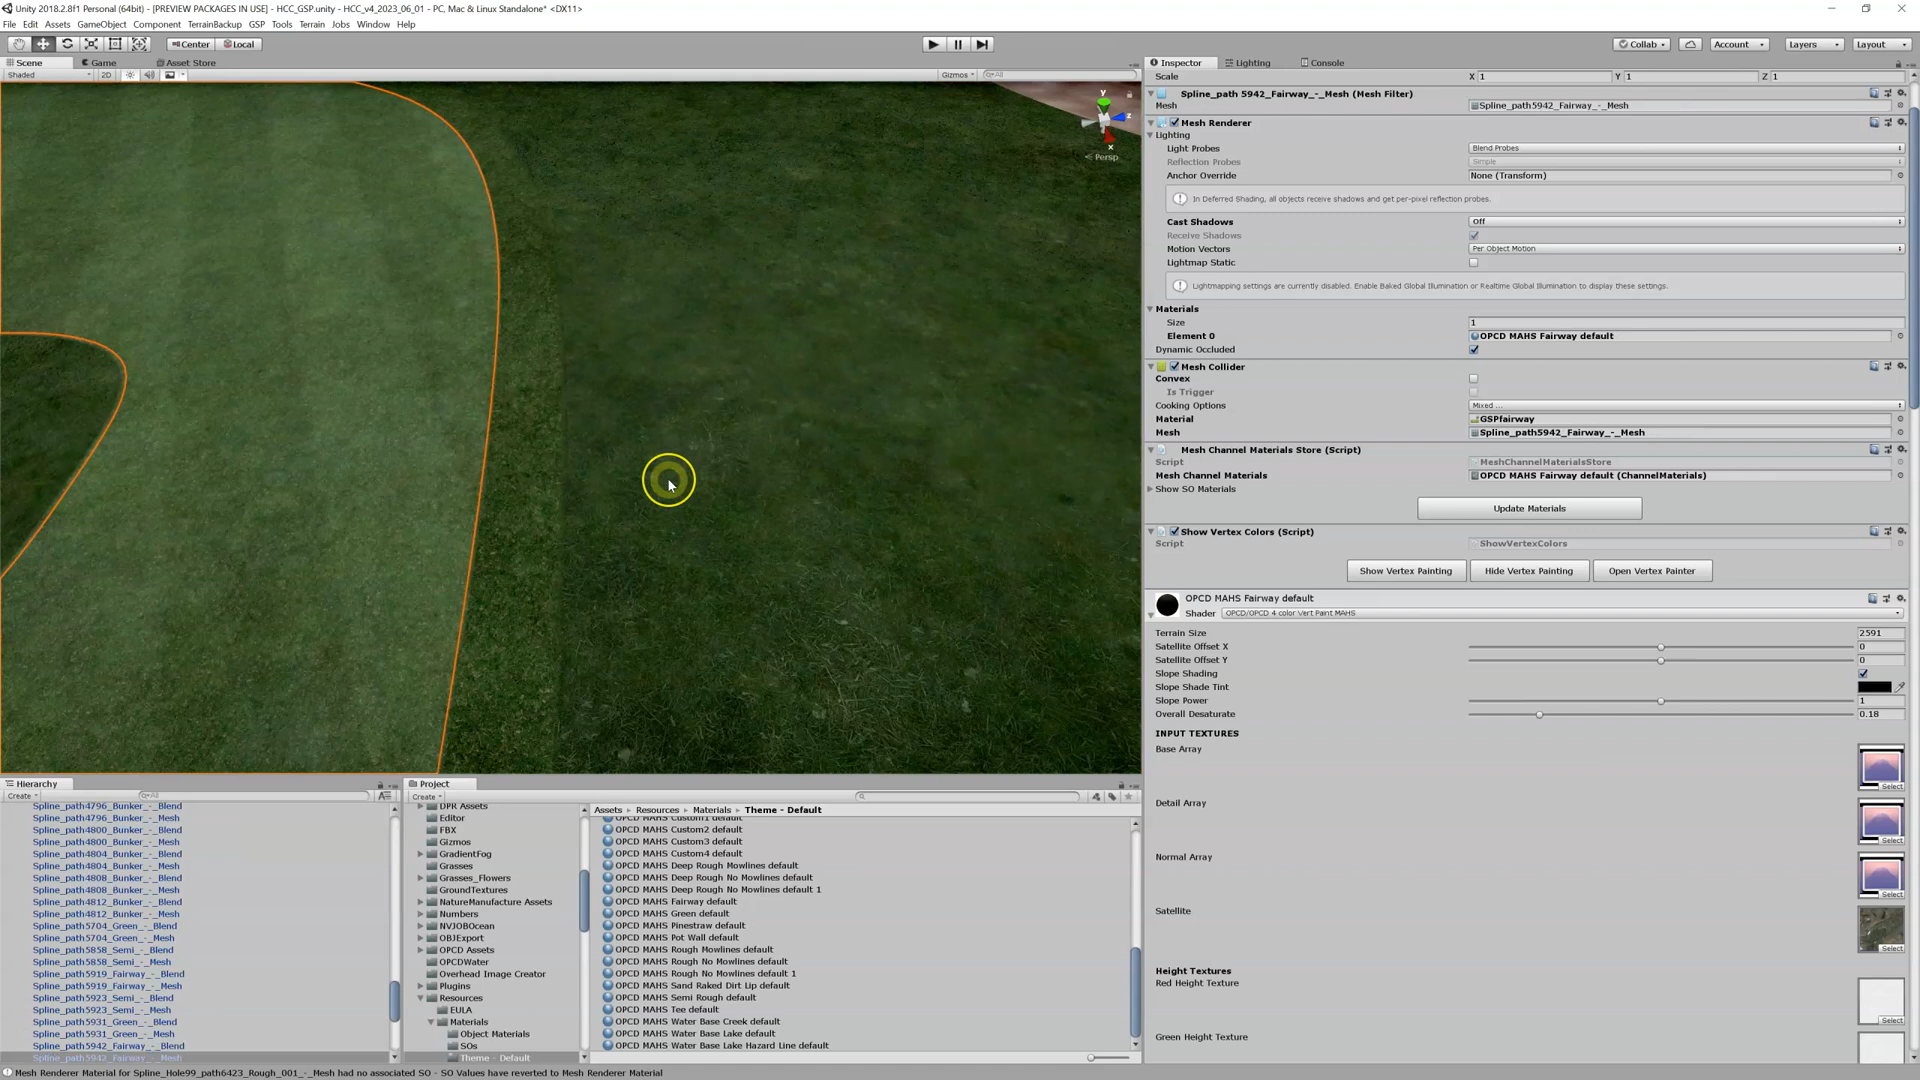 Unity 2018.2.8f1 Personal (64bit) - [PREVIEW PACKAGES IN USE] - HCC_GSP.unity - HCC_v4_2023_06_01 - PC, Mac & Linux Standalone* <DX11>
File Edit Assets GameObject Component TerrainBackup GSP Tools Terrain Jobs Window Help
Center Local
Collab Account Layers Layout
Scene Game Asset Store
Shaded 2D Gizmos All
y
z
x
Persp
Inspector Lighting Console
Scale X 1 Y 1 Z 1
Spline_path 5942_Fairway_-_Mesh (Mesh Filter)
Mesh Spline_path5942_Fairway_-_Mesh
Mesh Renderer
Lighting
Light Probes Blend Probes
Reflection Probes Simple
Anchor Override None (Transform)
In Deferred Shading, all objects receive shadows and get per-pixel reflection probes.
Cast Shadows Off
Receive Shadows
Motion Vectors Per Object Motion
Lightmap Static
Lightmapping settings are currently disabled. Enable Baked Global Illumination or Realtime Global Illumination to display these settings.
Materials
Size 1
Element 0 OPCD MAHS Fairway default
Dynamic Occluded
Mesh Collider
Convex
Is Trigger
Cooking Options Mixed ...
Material GSPfairway
Mesh Spline_path5942_Fairway_-_Mesh
Mesh Channel Materials Store (Script)
Script MeshChannelMaterialsStore
Mesh Channel Materials OPCD MAHS Fairway default (ChannelMaterials)
Show SO Materials
Update Materials
Show Vertex Colors (Script)
Script ShowVertexColors
Show Vertex Painting Hide Vertex Painting Open Vertex Painter
OPCD MAHS Fairway default
Shader OPCD/OPCD 4 color Vert Paint MAHS
Terrain Size 2591
Satellite Offset X 0
Satellite Offset Y 0
Slope Shading
Slope Shade Tint
Slope Power 1
Overall Desaturate 0.18
INPUT TEXTURES
Base Array
Select
Detail Array
Select
Normal Array
Select
Satellite
Select
Height Textures
Red Height Texture
Select
Green Height Texture
Hierarchy
Create All
Spline_path4796_Bunker_-_Blend
Spline_path4796_Bunker_-_Mesh
Spline_path4800_Bunker_-_Blend
Spline_path4800_Bunker_-_Mesh
Spline_path4804_Bunker_-_Blend
Spline_path4804_Bunker_-_Mesh
Spline_path4808_Bunker_-_Blend
Spline_path4808_Bunker_-_Mesh
Spline_path4812_Bunker_-_Blend
Spline_path4812_Bunker_-_Mesh
Spline_path5704_Green_-_Blend
Spline_path5704_Green_-_Mesh
Spline_path5858_Semi_-_Blend
Spline_path5858_Semi_-_Mesh
Spline_path5919_Fairway_-_Blend
Spline_path5919_Fairway_-_Mesh
Spline_path5923_Semi_-_Blend
Spline_path5923_Semi_-_Mesh
Spline_path5931_Green_-_Blend
Spline_path5931_Green_-_Mesh
Spline_path5942_Fairway_-_Blend
Spline_path5942_Fairway_-_Mesh
Project
Create
DPR Assets
Editor
FBX
Gizmos
GradientFog
Grasses
Grasses_Flowers
GroundTextures
NatureManufacture Assets
Numbers
NVJOBOcean
OBJExport
OPCD Assets
OPCDWater
Overhead Image Creator
Plugins
Resources
EULA
Materials
Object Materials
SOs
Theme - Default
Assets Resources Materials Theme - Default
OPCD MAHS Custom1 default
OPCD MAHS Custom2 default
OPCD MAHS Custom3 default
OPCD MAHS Custom4 default
OPCD MAHS Deep Rough Mowlines default
OPCD MAHS Deep Rough No Mowlines default
OPCD MAHS Deep Rough No Mowlines default 1
OPCD MAHS Fairway default
OPCD MAHS Green default
OPCD MAHS Pinestraw default
OPCD MAHS Pot Wall default
OPCD MAHS Rough Mowlines default
OPCD MAHS Rough No Mowlines default
OPCD MAHS Rough No Mowlines default 1
OPCD MAHS Sand Raked Dirt Lip default
OPCD MAHS Semi Rough default
OPCD MAHS Tee default
OPCD MAHS Water Base Creek default
OPCD MAHS Water Base Lake default
OPCD MAHS Water Base Lake Hazard Line default
Mesh Renderer Material for Spline_Hole99_path6423_Rough_001_-_Mesh had no associated SO - SO Values have reverted to Mesh Renderer Material